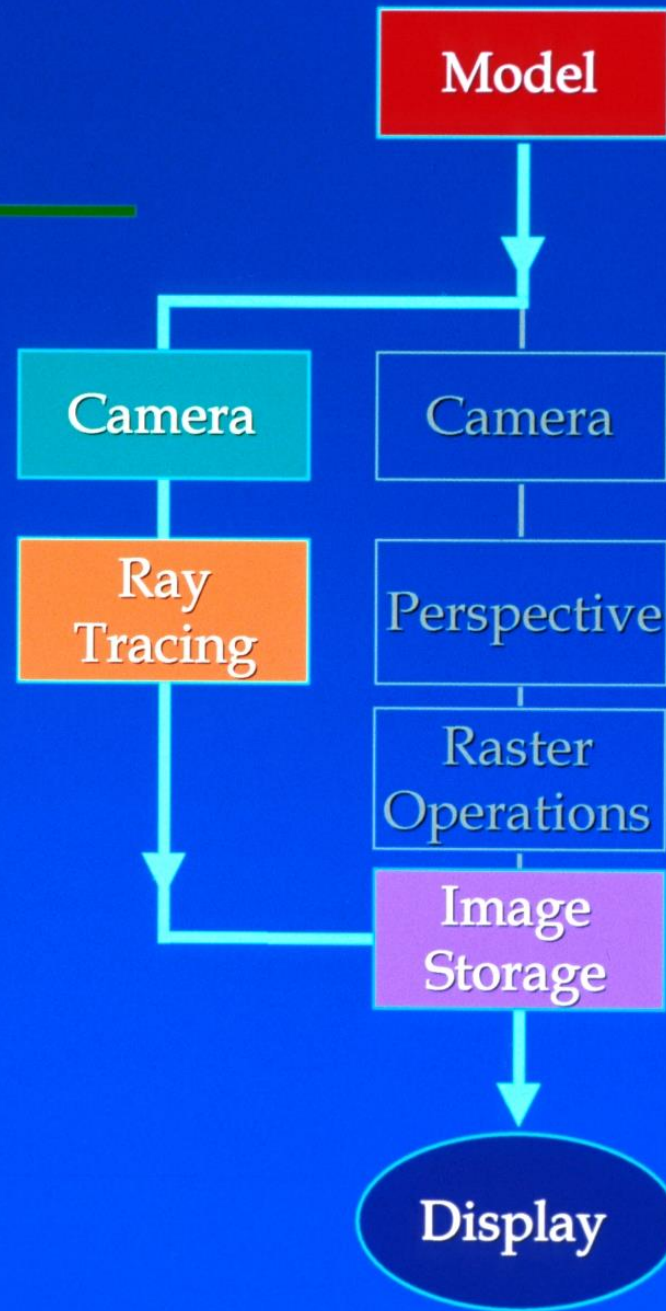 Model
Camera
Camera
Ray
Tracing
Perspective
Raster
Operations
Image
Storage
Display